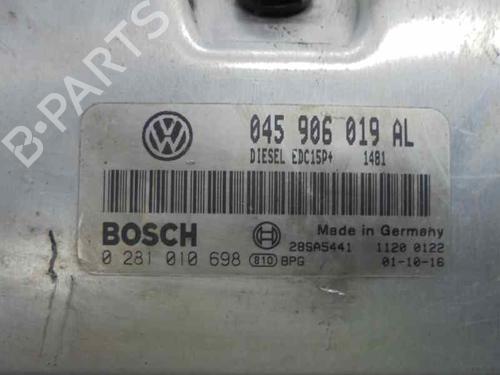 045 906 019 AL
DIESEL EDC15P+ 1481
BOSCH
Made in Germany
28SA5441 1120 0122
0 281 010 698 810 BPG 01-10-16